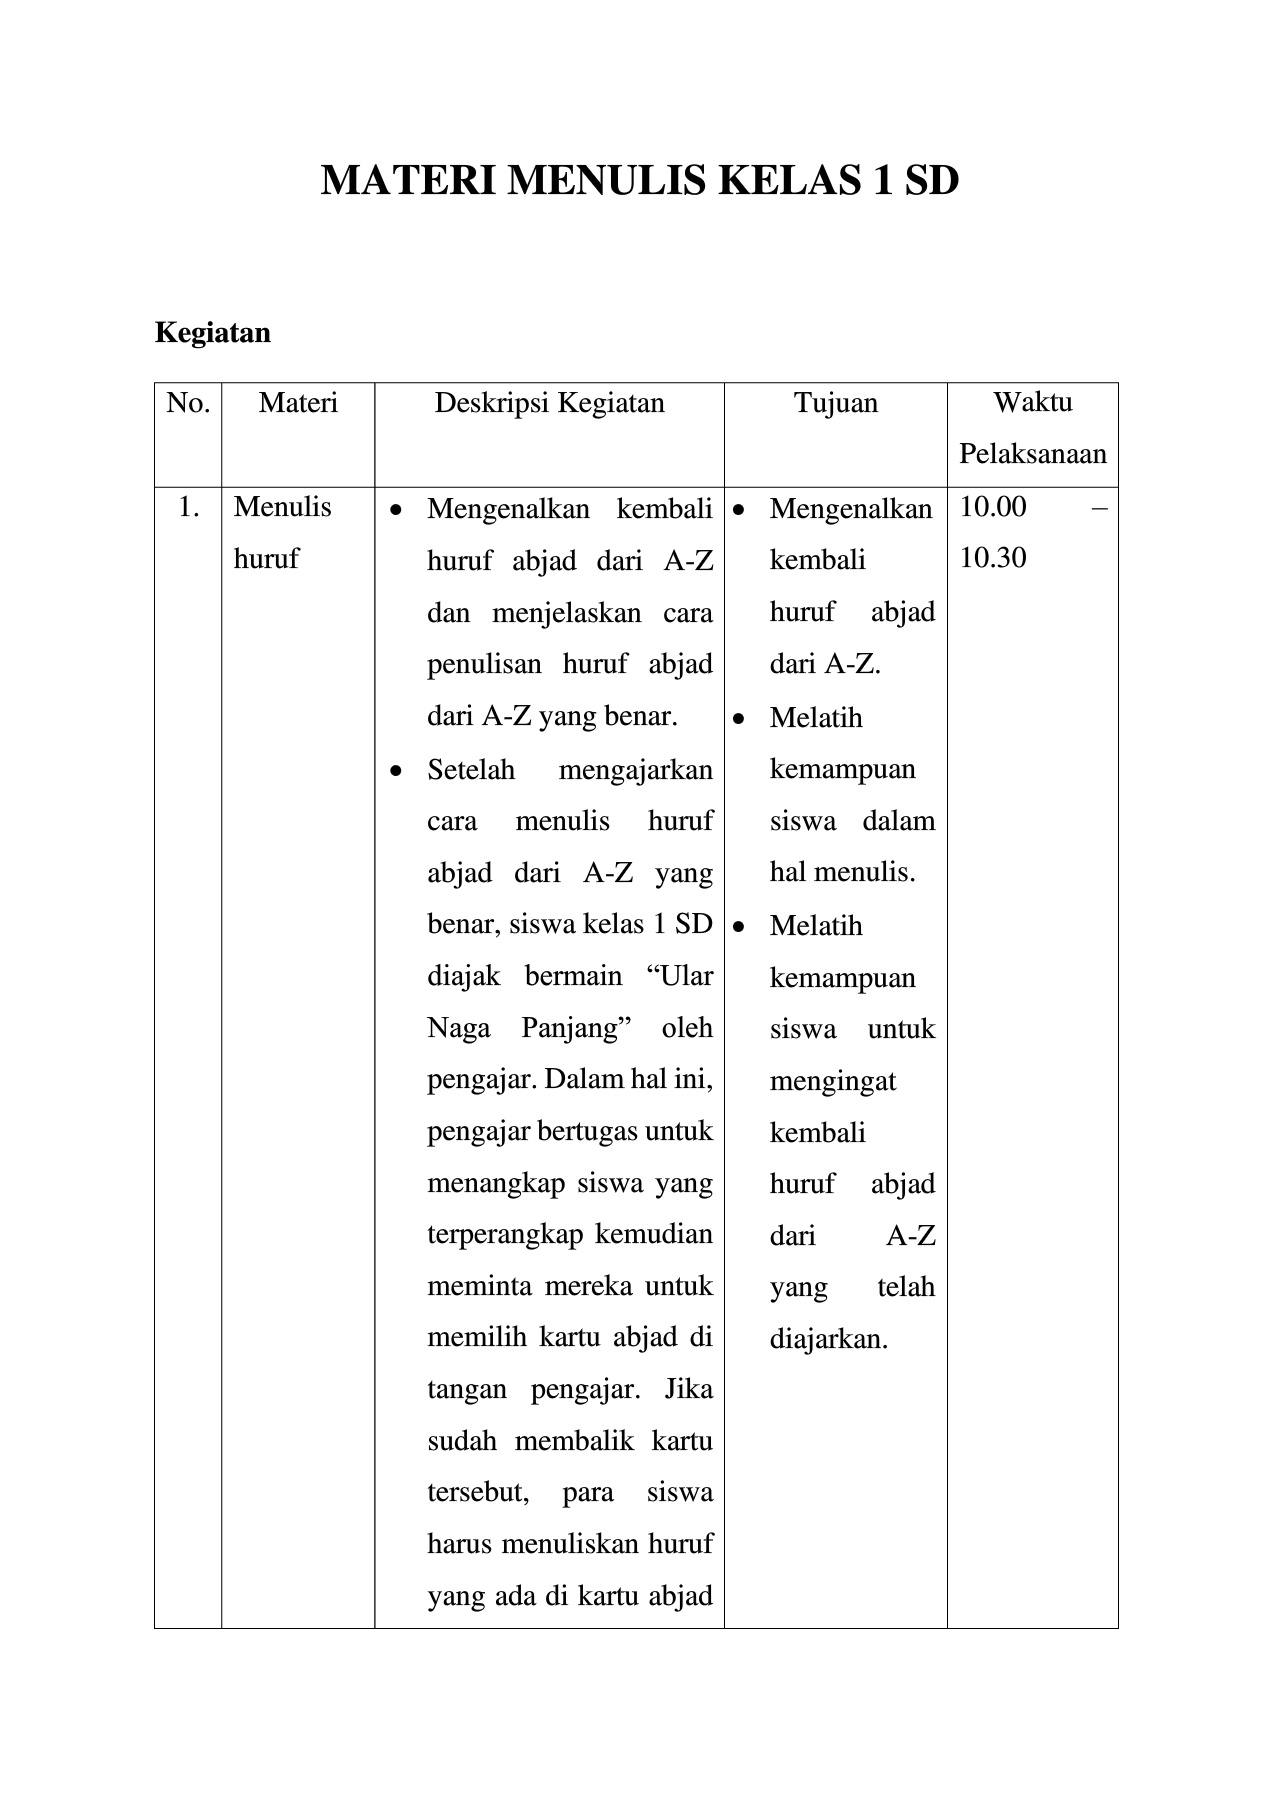 MATERI MENULIS KELAS 1 SD
Kegiatan
No.
Materi
Deskripsi Kegiatan
Tujuan
Waktu
Pelaksanaan
1.
Menulis
huruf
• Mengenalkan kembali
huruf abjad dari A-Z
dan menjelaskan cara
penulisan huruf abjad
dari A-Z yang benar.
• Setelah mengajarkan
cara menulis huruf
abjad dari A-Z yang
benar, siswa kelas 1 SD
diajak bermain “Ular
Naga Panjang” oleh
pengajar. Dalam hal ini,
pengajar bertugas untuk
menangkap siswa yang
terperangkap kemudian
meminta mereka untuk
memilih kartu abjad di
tangan pengajar. Jika
sudah membalik kartu
tersebut, para siswa
harus menuliskan huruf
yang ada di kartu abjad
• Mengenalkan
kembali
huruf abjad
dari A-Z.
• Melatih
kemampuan
siswa dalam
hal menulis.
• Melatih
kemampuan
siswa untuk
mengingat
kembali
huruf abjad
dari A-Z
yang telah
diajarkan.
10.00 –
10.30